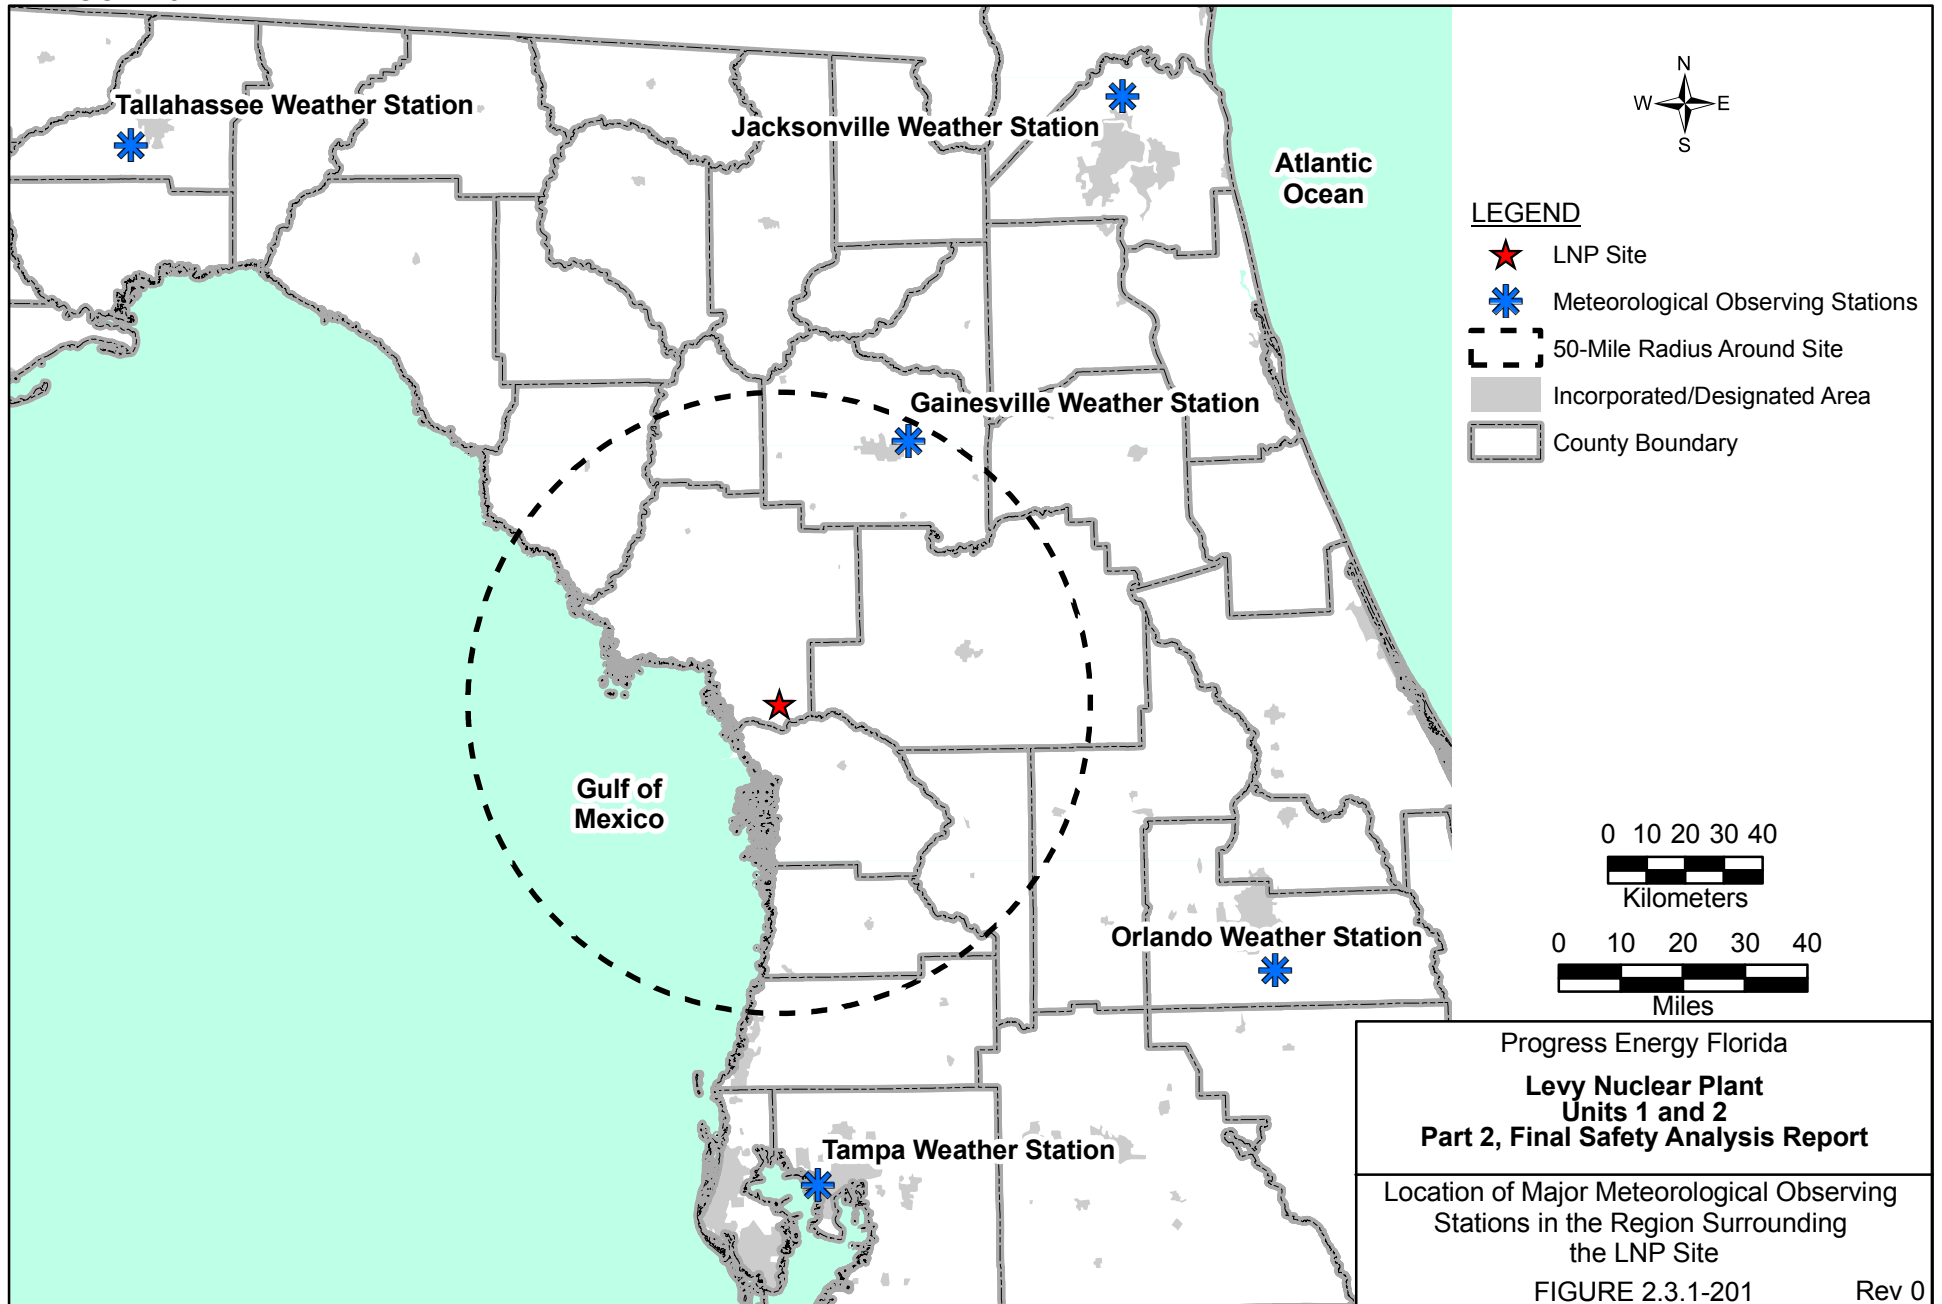 Tallahassee Weather Station
Jacksonville Weather Station
Atlantic
Ocean
Gainesville Weather Station
Gulf of
Mexico
Orlando Weather Station
Tampa Weather Station
N
W E
S
LEGEND
LNP Site
Meteorological Observing Stations
50-Mile Radius Around Site
Incorporated/Designated Area
County Boundary
0 10 20 30 40
Kilometers
0 10 20 30 40
Miles
Progress Energy Florida
Levy Nuclear Plant
Units 1 and 2
Part 2, Final Safety Analysis Report
Location of Major Meteorological Observing
Stations in the Region Surrounding
the LNP Site
FIGURE 2.3.1-201 Rev 0